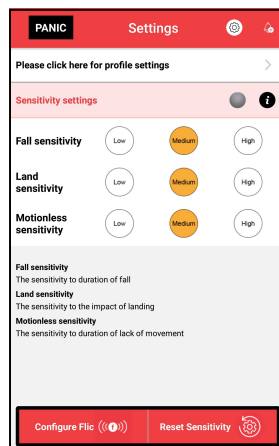 PANIC
Settings
Please click here for profile settings
Sensitivity settings
i
Fall sensitivity
Low
Medium
High
Land
sensitivity
Low
Medium
High
Motionless
sensitivity
Low
Medium
High
Fall sensitivity
The sensitivity to duration of fall
Land sensitivity
The sensitivity to the impact of landing
Motionless sensitivity
The sensitivity to duration of lack of movement
Configure Flic
Reset Sensitivity